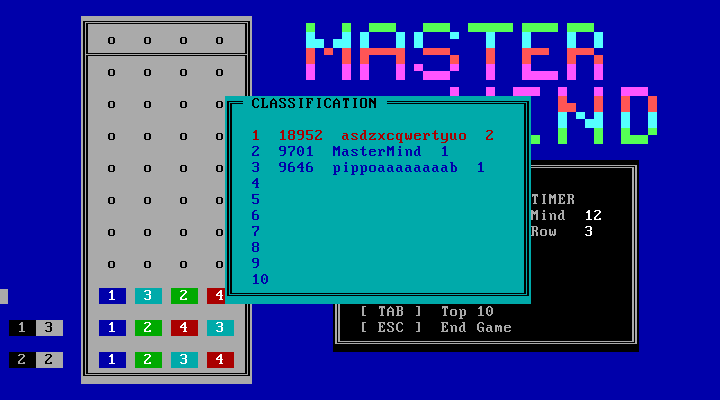 MASTER
MIND
o o o o
o o o o
o o o o
o o o o
o o o o
o o o o
o o o o
o o o o
1 3 2 4
1 3 1 2 4 3
2 2 1 2 3 4
CLASSIFICATION
1 18952 asdzxcqwertyuo 2
2 9701 MasterMind 1
3 9646 pippoaaaaaaaab 1
4
5
6
7
8
9
10
TIMER
Mind 12
Row 3
[ TAB ] Top 10
[ ESC ] End Game